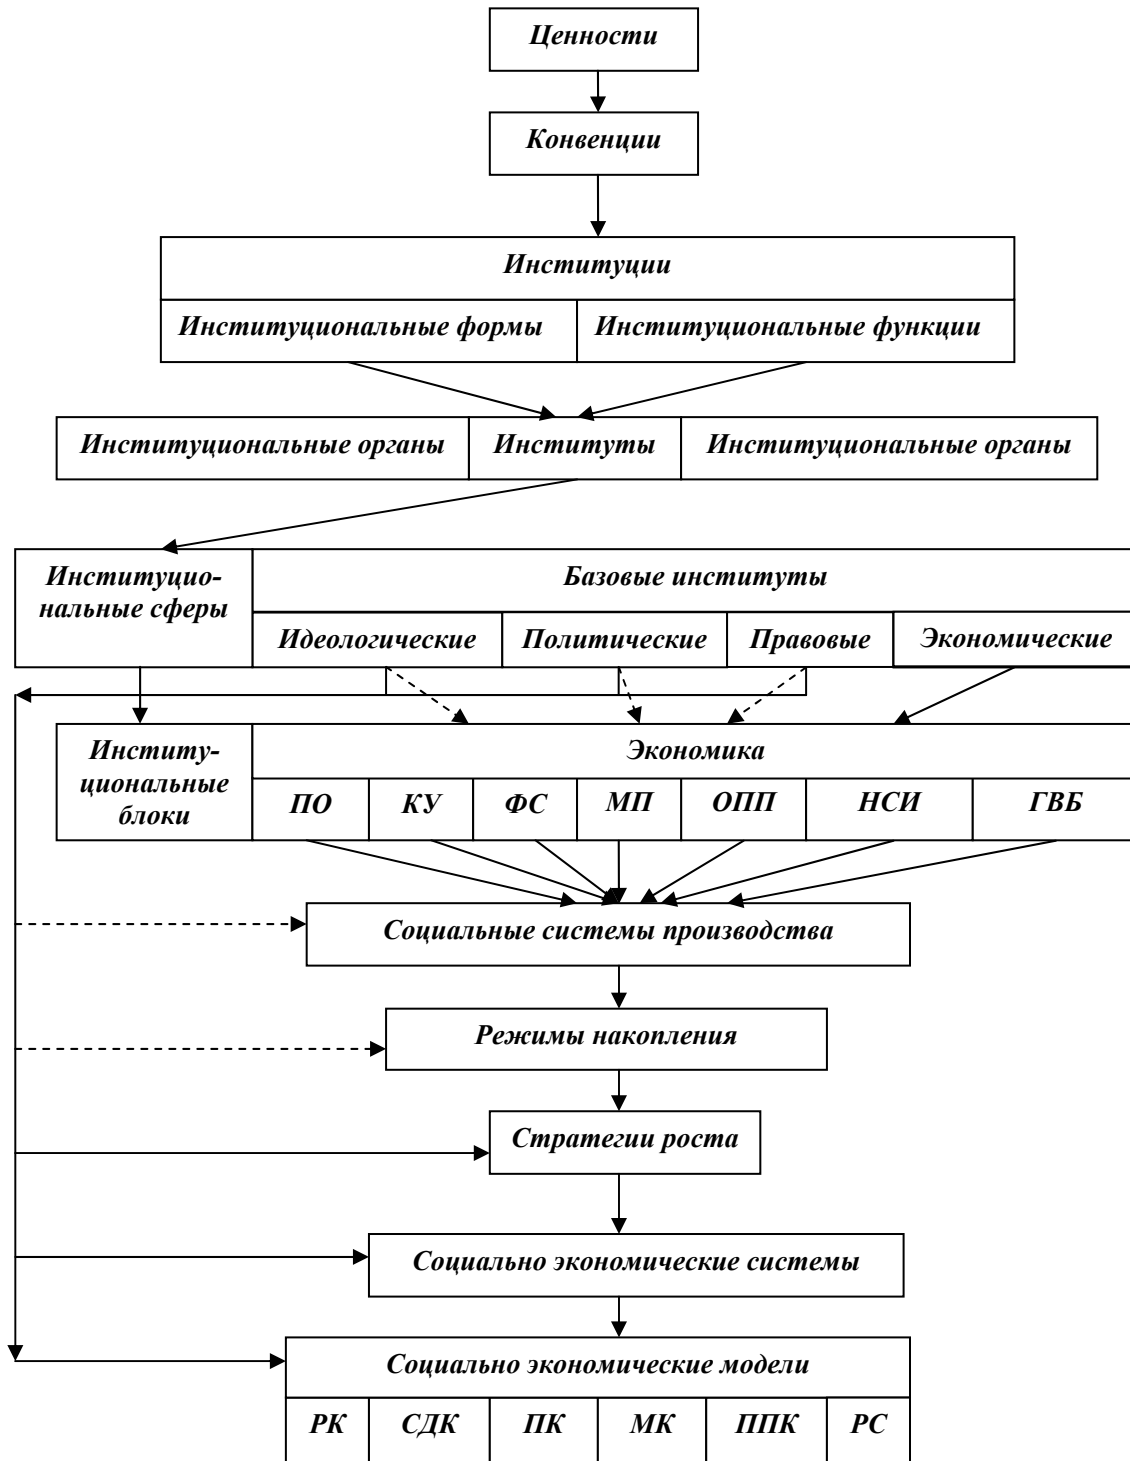 Ценности
Конвенции
Институции
Институциональные формы
Институциональные функции
Институциональные органы
Институты
Институциональные органы
Институцио-
нальные сферы
Базовые институты
Идеологические
Политические
Правовые
Экономические
Институ-
циональные
блоки
Экономика
ПО
КУ
ФС
МП
ОПП
НСИ
ГВБ
Социальные системы производства
Режимы накопления
Стратегии роста
Социально экономические системы
Социально экономические модели
РК
СДК
ПК
МК
ППК
РС